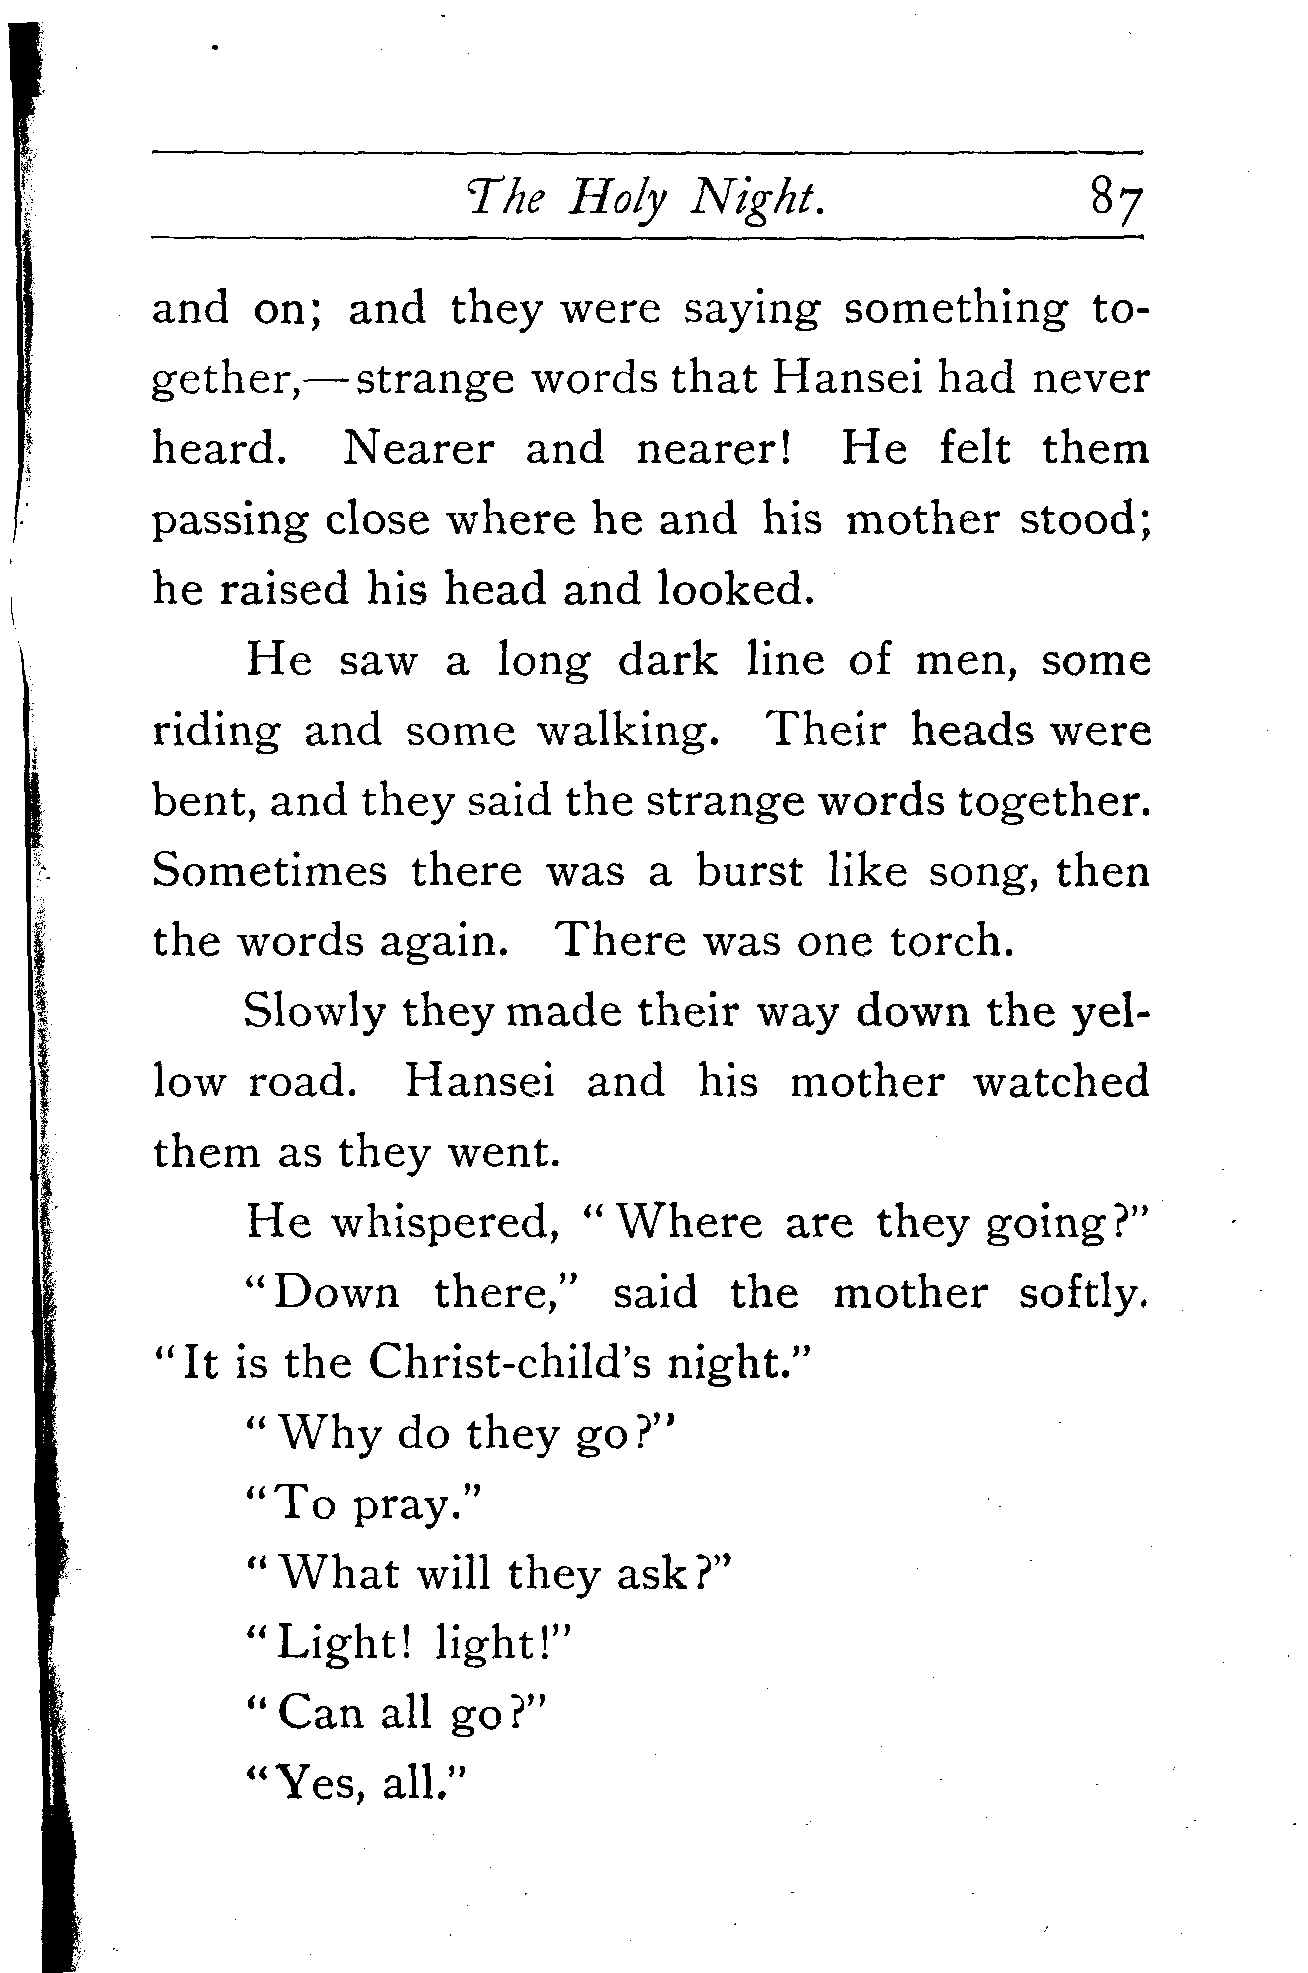 The Holy Night. 87
and on; and they were saying something to-
gether,—strange words that Hansei had never
heard. Nearer and nearer! He felt them
passing close where he and his mother stood;
he raised his head and looked.
He saw a long dark line of men, some
riding and some walking. Their heads were
bent, and they said the strange words together.
Sometimes there was a burst like song, then
the words again. There was one torch.
Slowly they made their way down the yel-
low road. Hansei and his mother watched
them as they went.
He whispered, "Where are they going?"
"Down there," said the mother softly.
"It is the Christ-child's night."
"Why do they go?"
"To pray."
"What will they ask?"
"Light! light!"
"Can all go?"
"Yes, all."